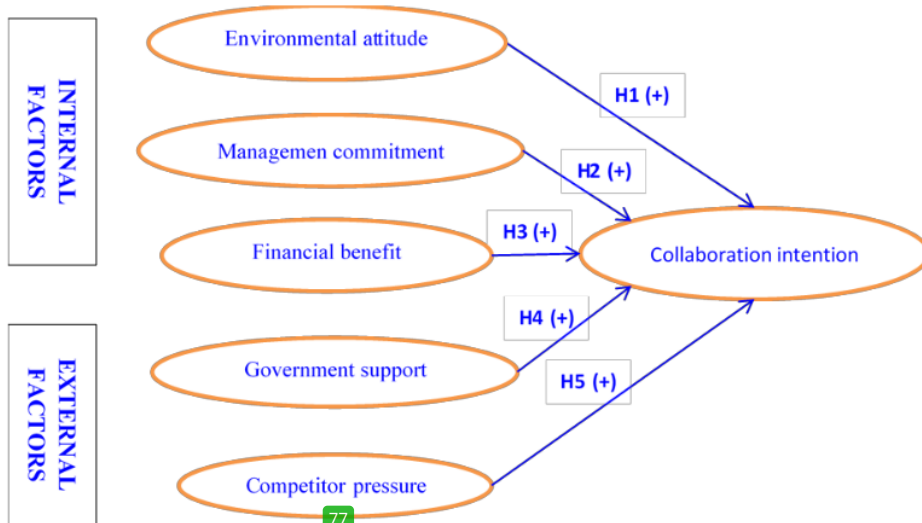 INTERNAL
FACTORS
Environmental attitude
H1 (+)
Managemen commitment
H2 (+)
Financial benefit
H3 (+)
Collaboration intention
EXTERNAL
FACTORS
H4 (+)
Government support
H5 (+)
Competitor pressure
77